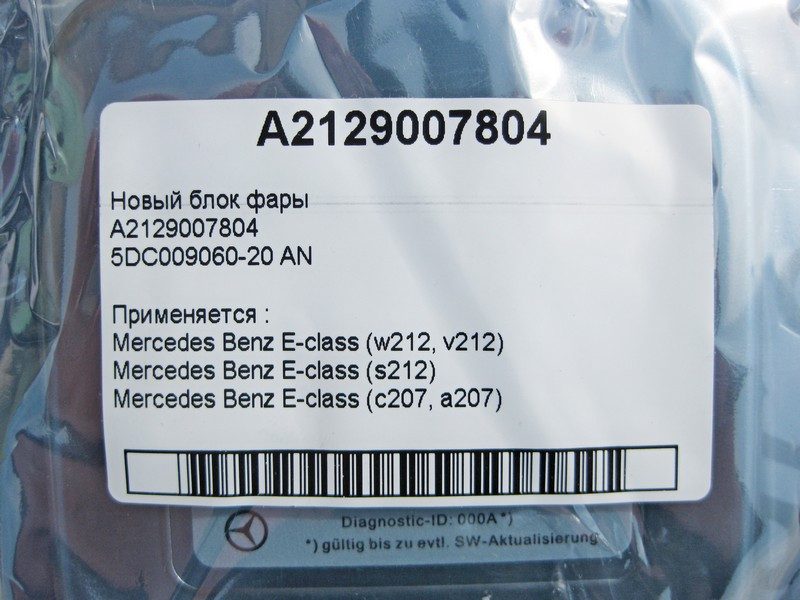 A2129007804
Новый блок фары
A2129007804
5DC009060-20 AN
Применяется :
Mercedes Benz E-class (w212, v212)
Mercedes Benz E-class (s212)
Mercedes Benz E-class (c207, a207)
Diagnostic-ID: 000A*)
*) gültig bis zu evtl. SW-Aktualisierung